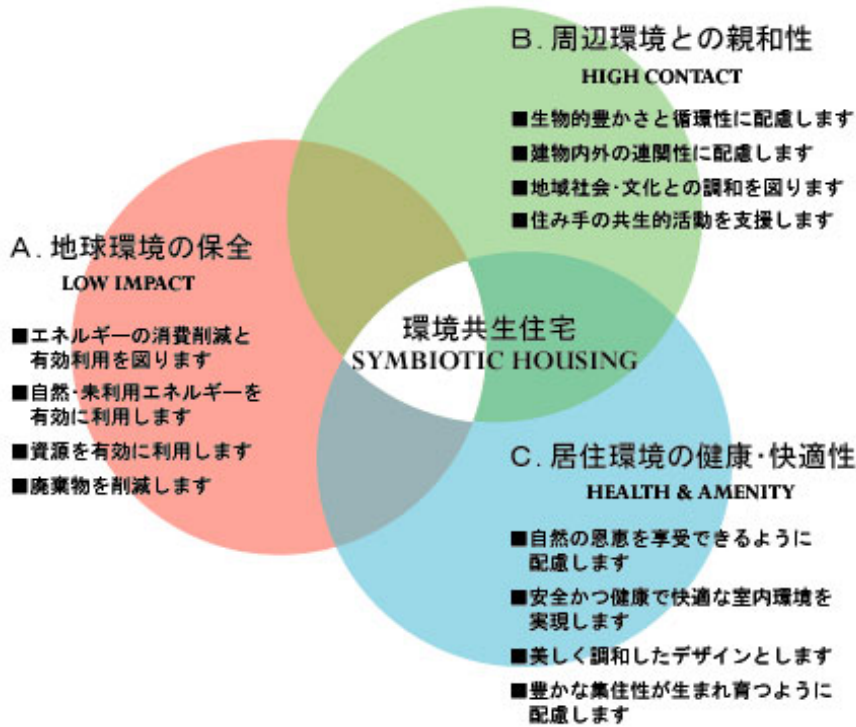 B. 周辺環境との親和性
HIGH CONTACT
■生物的豊かさと循環性に配慮します
■建物内外の連関性に配慮します
■地域社会・文化との調和を図ります
■住み手の共生的活動を支援します
A. 地球環境の保全
LOW IMPACT
■エネルギーの消費削減と
有効利用を図ります
■自然・未利用エネルギーを
有効に利用します
■資源を有効に利用します
■廃棄物を削減します
環境共生住宅
SYMBIOTIC HOUSING
C. 居住環境の健康・快適性
HEALTH & AMENITY
■自然の恩恵を享受できるように
配慮します
■安全かつ健康で快適な室内環境を
実現します
■美しく調和したデザインとします
■豊かな集住性が生まれ育つように
配慮します